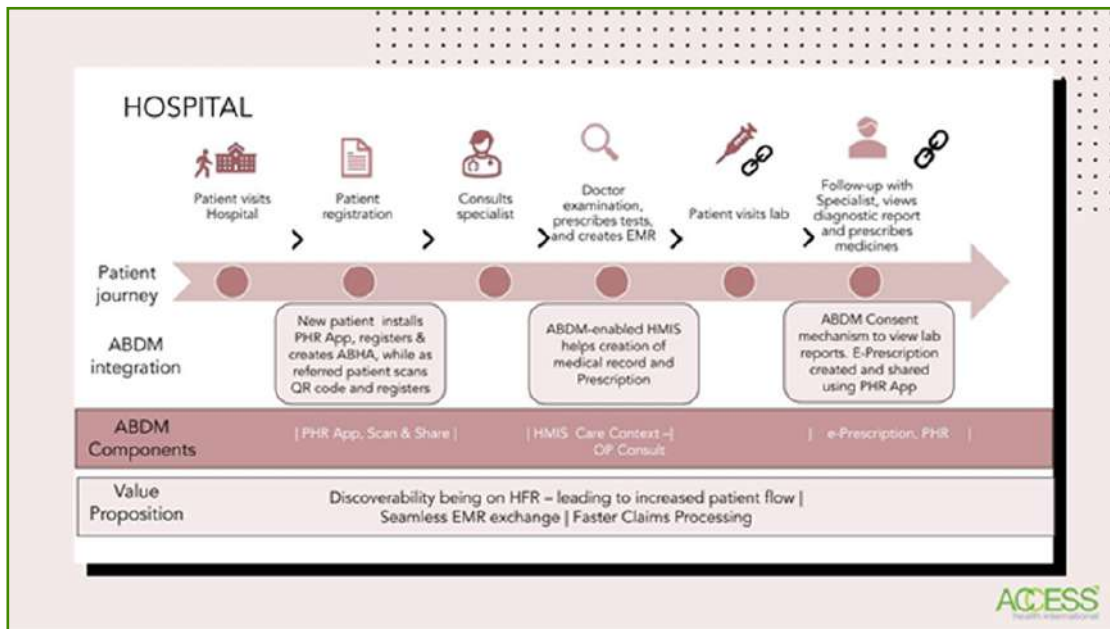 HOSPITAL
Patient visits
Hospital
Patient
registration
Consults
specialist
Doctor
examination,
prescribes tests,
and creates EMR
Patient visits lab
Follow-up with
Specialist, views
diagnostic report
and prescribes
medicines
Patient
journey
ABDM
integration
New patient installs
PHR App, registers &
creates ABHA, while as
referred patient scans
QR code and registers
ABDM-enabled HMIS
helps creation of
medical record and
Prescription
ABDM Consent
mechanism to view lab
reports. E-Prescription
created and shared
using PHR App
ABDM
Components
| PHR App, Scan & Share |
| HMIS Care Context –|
OP Consult
| e-Prescription, PHR |
Value
Proposition
Discoverability being on HFR – leading to increased patient flow |
Seamless EMR exchange | Faster Claims Processing
ACCESS
health international